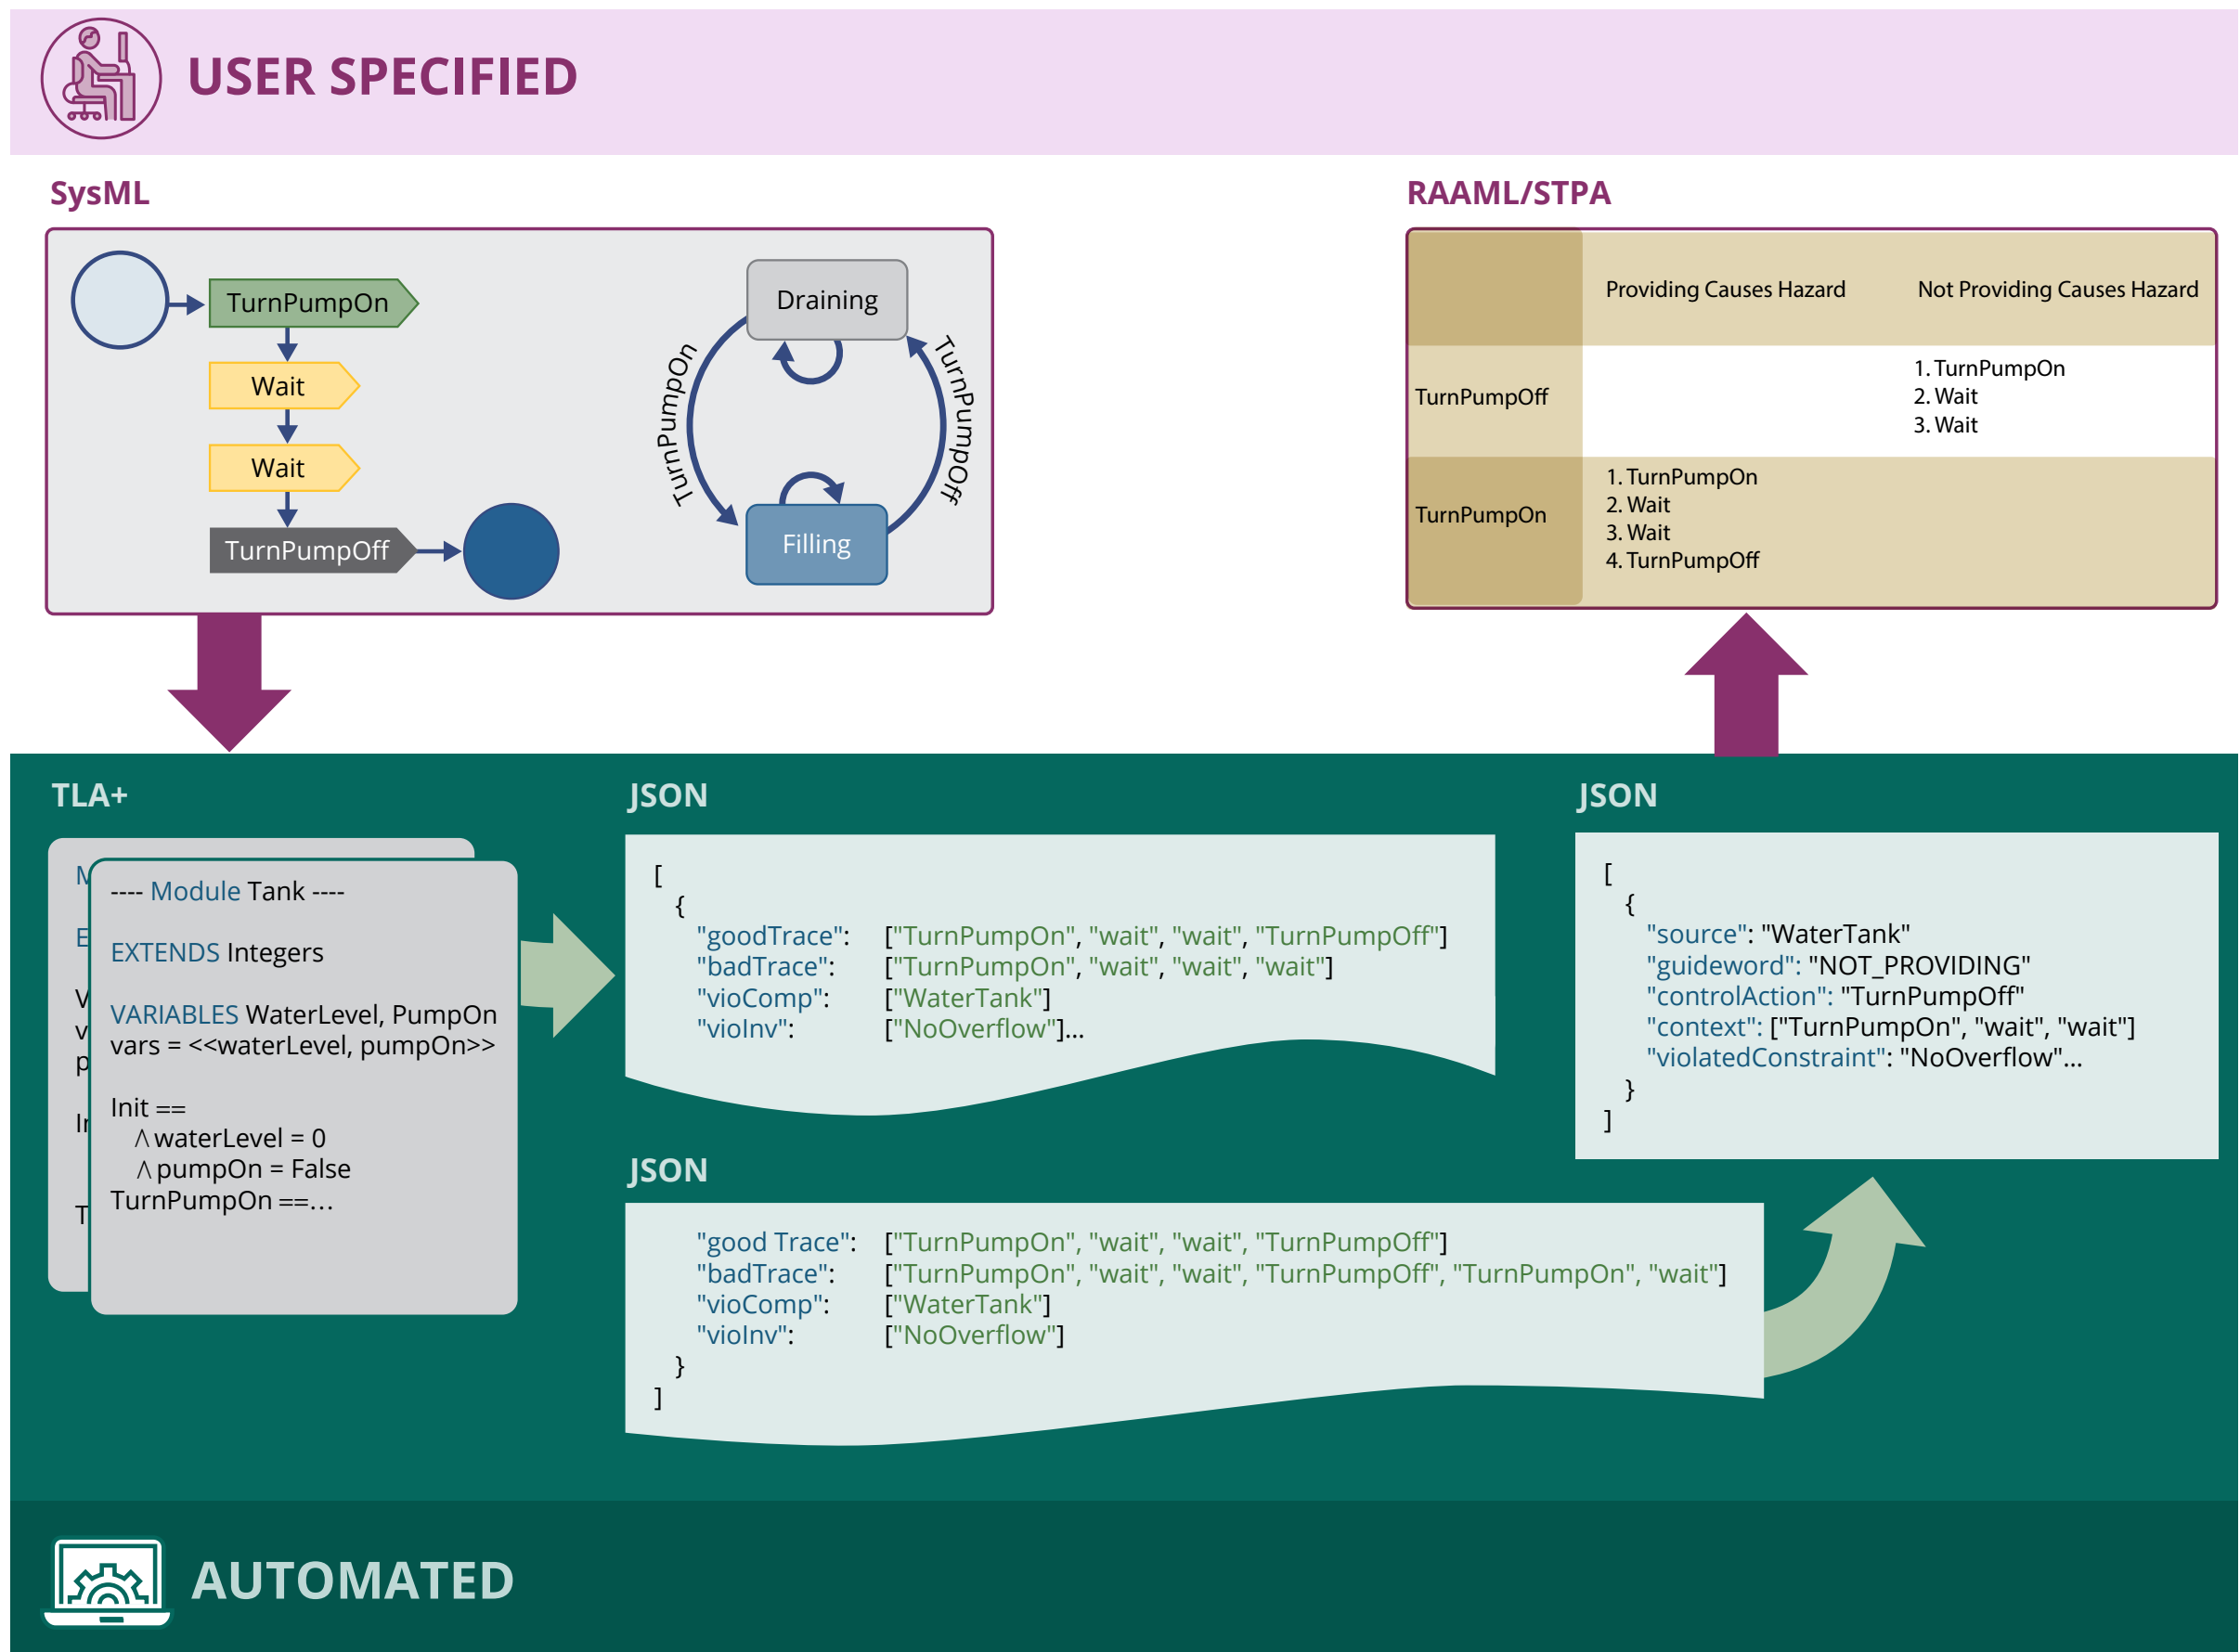 USER SPECIFIED
SysML
TurnPumpOn
Wait
Wait
TurnPumpOff
Draining
TurnPumpOn
TurnPumpOff
Filling
RAAML/STPA
Providing Causes Hazard Not Providing Causes Hazard
TurnPumpOff
1. TurnPumpOn
2. Wait
3. Wait
TurnPumpOn
1. TurnPumpOn
2. Wait
3. Wait
4. TurnPumpOff
TLA+
---- Module Tank ----
EXTENDS Integers
VARIABLES WaterLevel, PumpOn
vars = <<waterLevel, pumpOn>>
Init ==
/\ waterLevel = 0
/\ pumpOn = False
TurnPumpOn ==...
JSON
[
{
"goodTrace": ["TurnPumpOn", "wait", "wait", "TurnPumpOff"]
"badTrace": ["TurnPumpOn", "wait", "wait", "wait"]
"vioComp": ["WaterTank"]
"vioInv": ["NoOverflow"]...
JSON
"good Trace": ["TurnPumpOn", "wait", "wait", "TurnPumpOff"]
"badTrace": ["TurnPumpOn", "wait", "wait", "TurnPumpOff", "TurnPumpOn", "wait"]
"vioComp": ["WaterTank"]
"vioInv": ["NoOverflow"]
}
]
JSON
[
{
"source": "WaterTank"
"guideword": "NOT_PROVIDING"
"controlAction": "TurnPumpOff"
"context": ["TurnPumpOn", "wait", "wait"]
"violatedConstraint": "NoOverflow"...
}
]
AUTOMATED